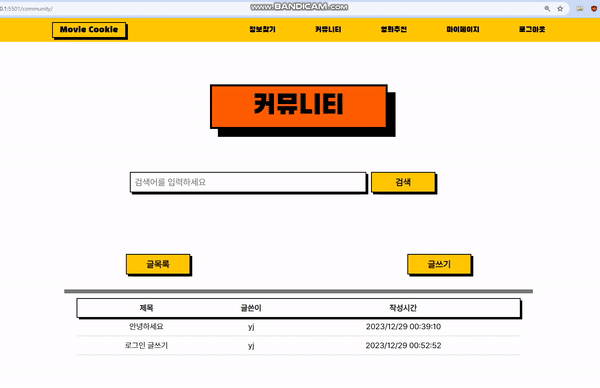 0.1:5501/community/
www.BANDICAM.com
Movie Cookie 정보찾기 커뮤니티 영화추천 마이페이지 로그아웃
커뮤니티
검색어를 입력하세요 검색
글목록 글쓰기
제목 글쓴이 작성시간
안녕하세요 yj 2023/12/29 00:39:10
로그인 글쓰기 yj 2023/12/29 00:52:52